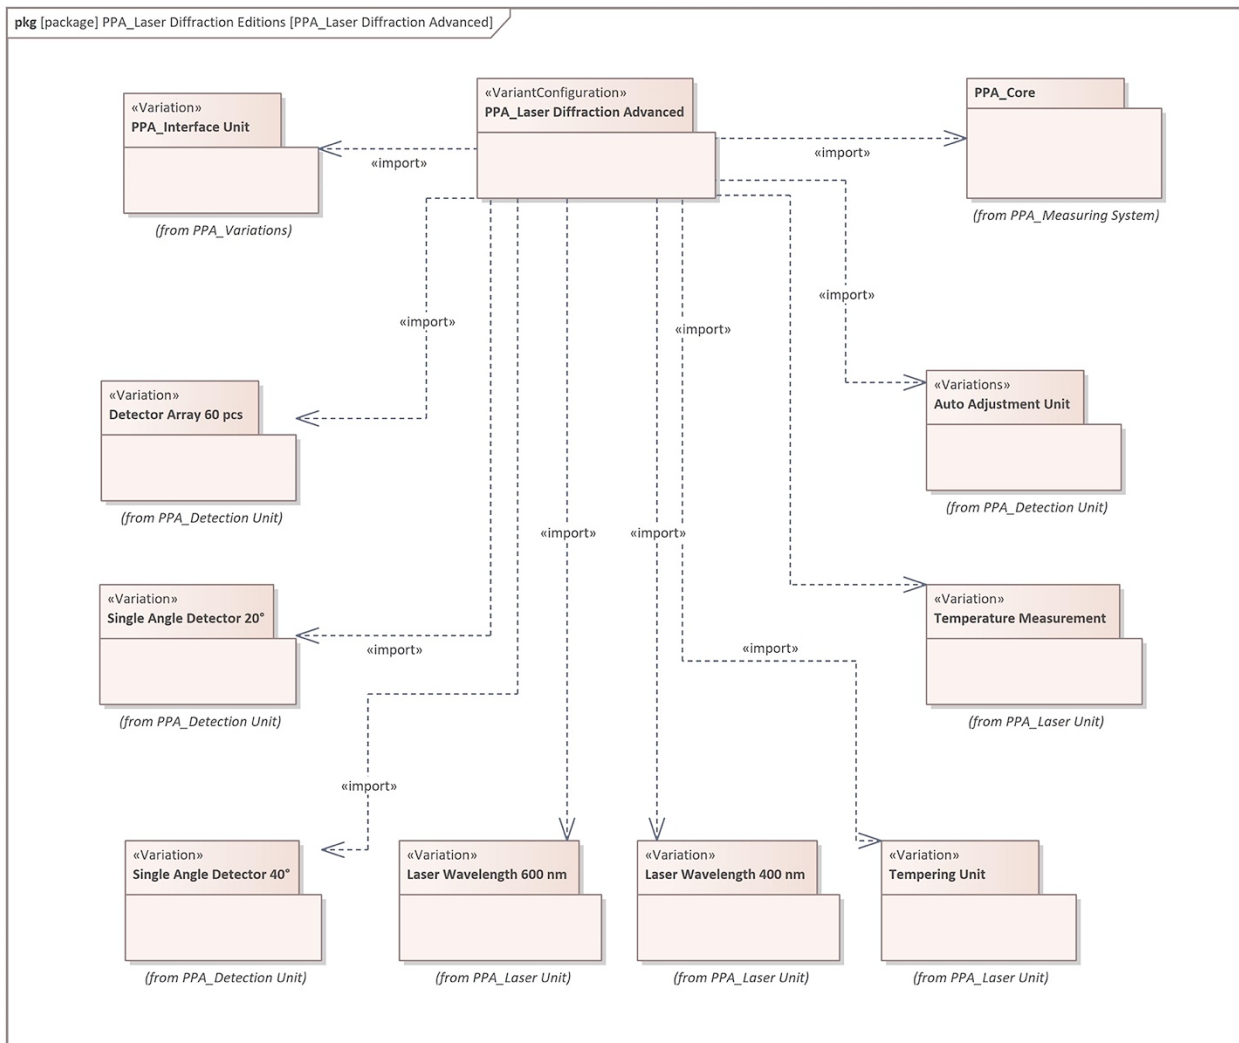 pkg [package] PPA_Laser Diffraction Editions [PPA_Laser Diffraction Advanced]
«VariantConfiguration»
PPA_Laser Diffraction Advanced
«Variation»
PPA_Interface Unit
(from PPA_Variations)
PPA_Core
(from PPA_Measuring System)
«import»
«import»
«import»
«import»
«import»
«Variation»
Detector Array 60 pcs
(from PPA_Detection Unit)
«Variations»
Auto Adjustment Unit
(from PPA_Detection Unit)
«import»
«import»
«Variation»
Single Angle Detector 20°
(from PPA_Detection Unit)
«import»
«import»
«Variation»
Temperature Measurement
(from PPA_Laser Unit)
«import»
«Variation»
Single Angle Detector 40°
(from PPA_Detection Unit)
«Variation»
Laser Wavelength 600 nm
(from PPA_Laser Unit)
«Variation»
Laser Wavelength 400 nm
(from PPA_Laser Unit)
«Variation»
Tempering Unit
(from PPA_Laser Unit)